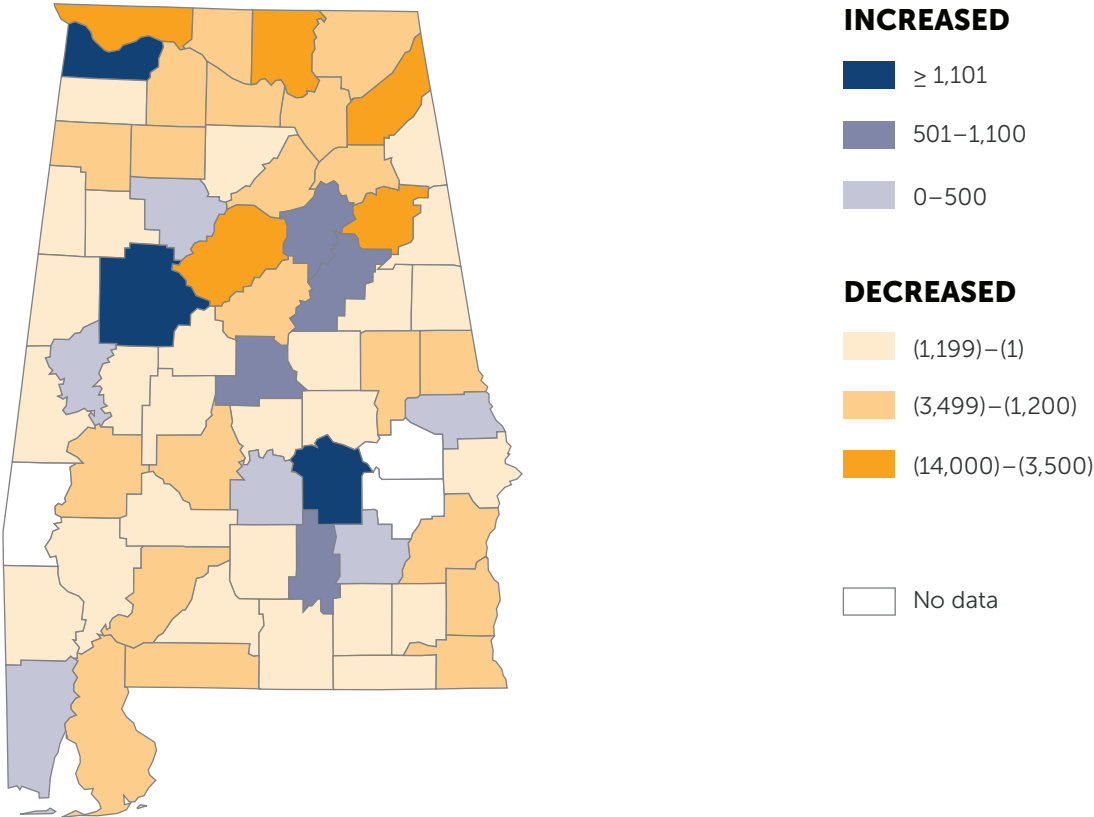 INCREASED
≥ 1,101
501–1,100
0–500
DECREASED
(1,199)–(1)
(3,499)–(1,200)
(14,000)–(3,500)
No data